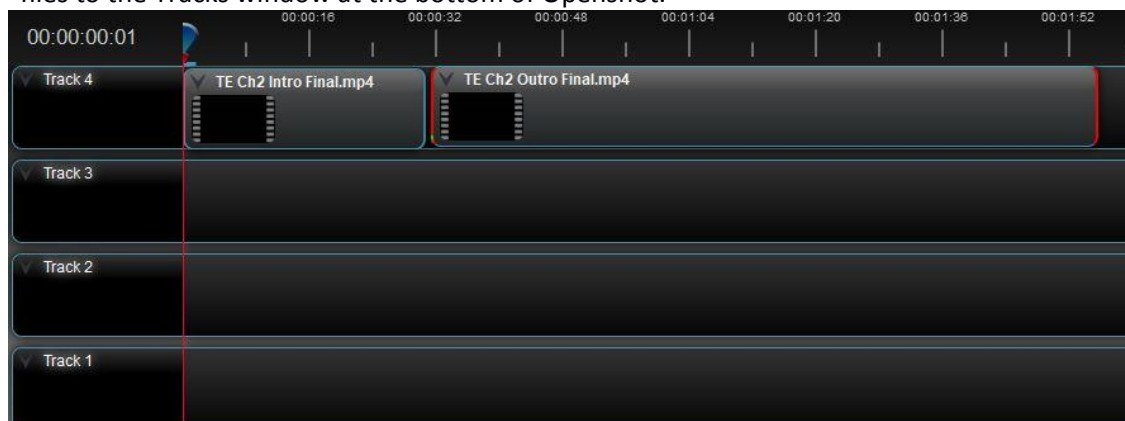 files to the Tracks window at the bottom of Openshot.
00:00:00:01 00:00:16 00:00:32 00:00:48 00:01:04 00:01:20 00:01:36 00:01:52
Track 4 TE Ch2 Intro Final.mp4 TE Ch2 Outro Final.mp4
Track 3
Track 2
Track 1